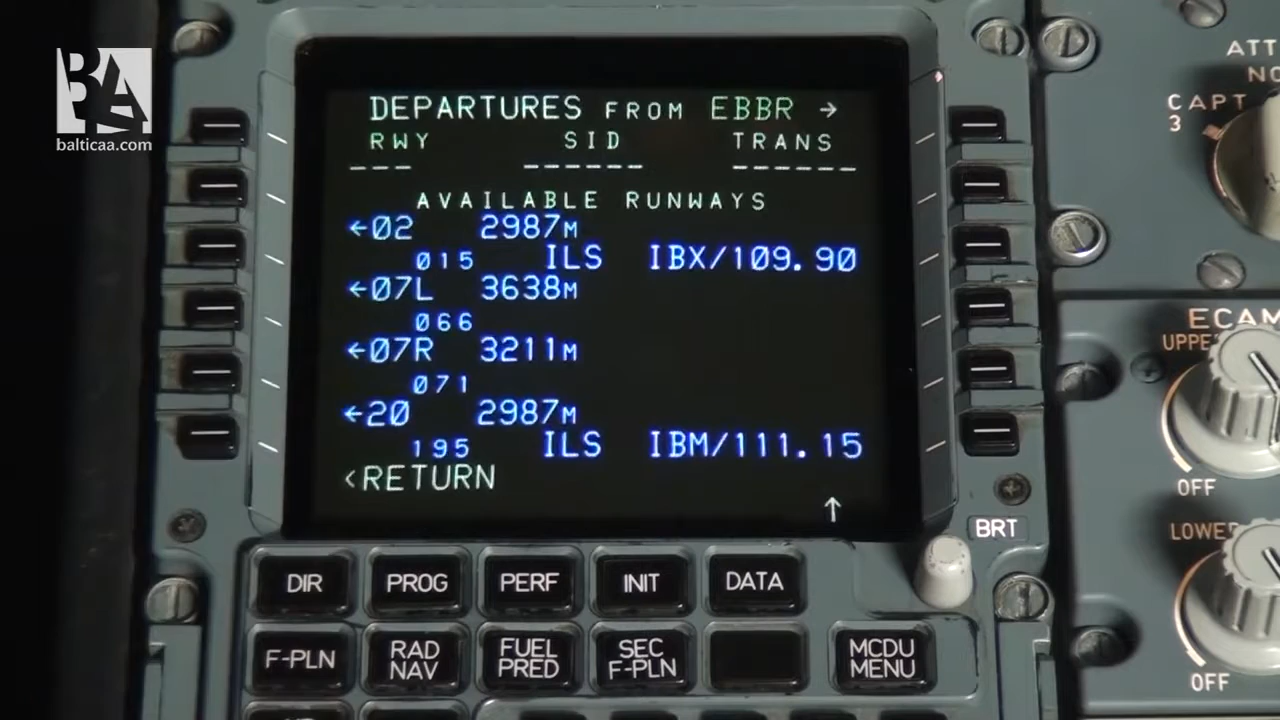 BA
balticaa.com
DEPARTURES FROM EBBR →
RWY SID TRANS
--- ------ ------
AVAILABLE RUNWAYS
←02 2987M
015 ILS IBX/109.90
←07L 3638M
066
←07R 3211M
071
←20 2987M
195 ILS IBM/111.15
<RETURN
↑
BRT
DIR PROG PERF INIT DATA
F-PLN RAD NAV FUEL PRED SEC F-PLN MCDU MENU
ATT
CAPT
3
ECAM
UPPE
OFF
LOWER
OFF